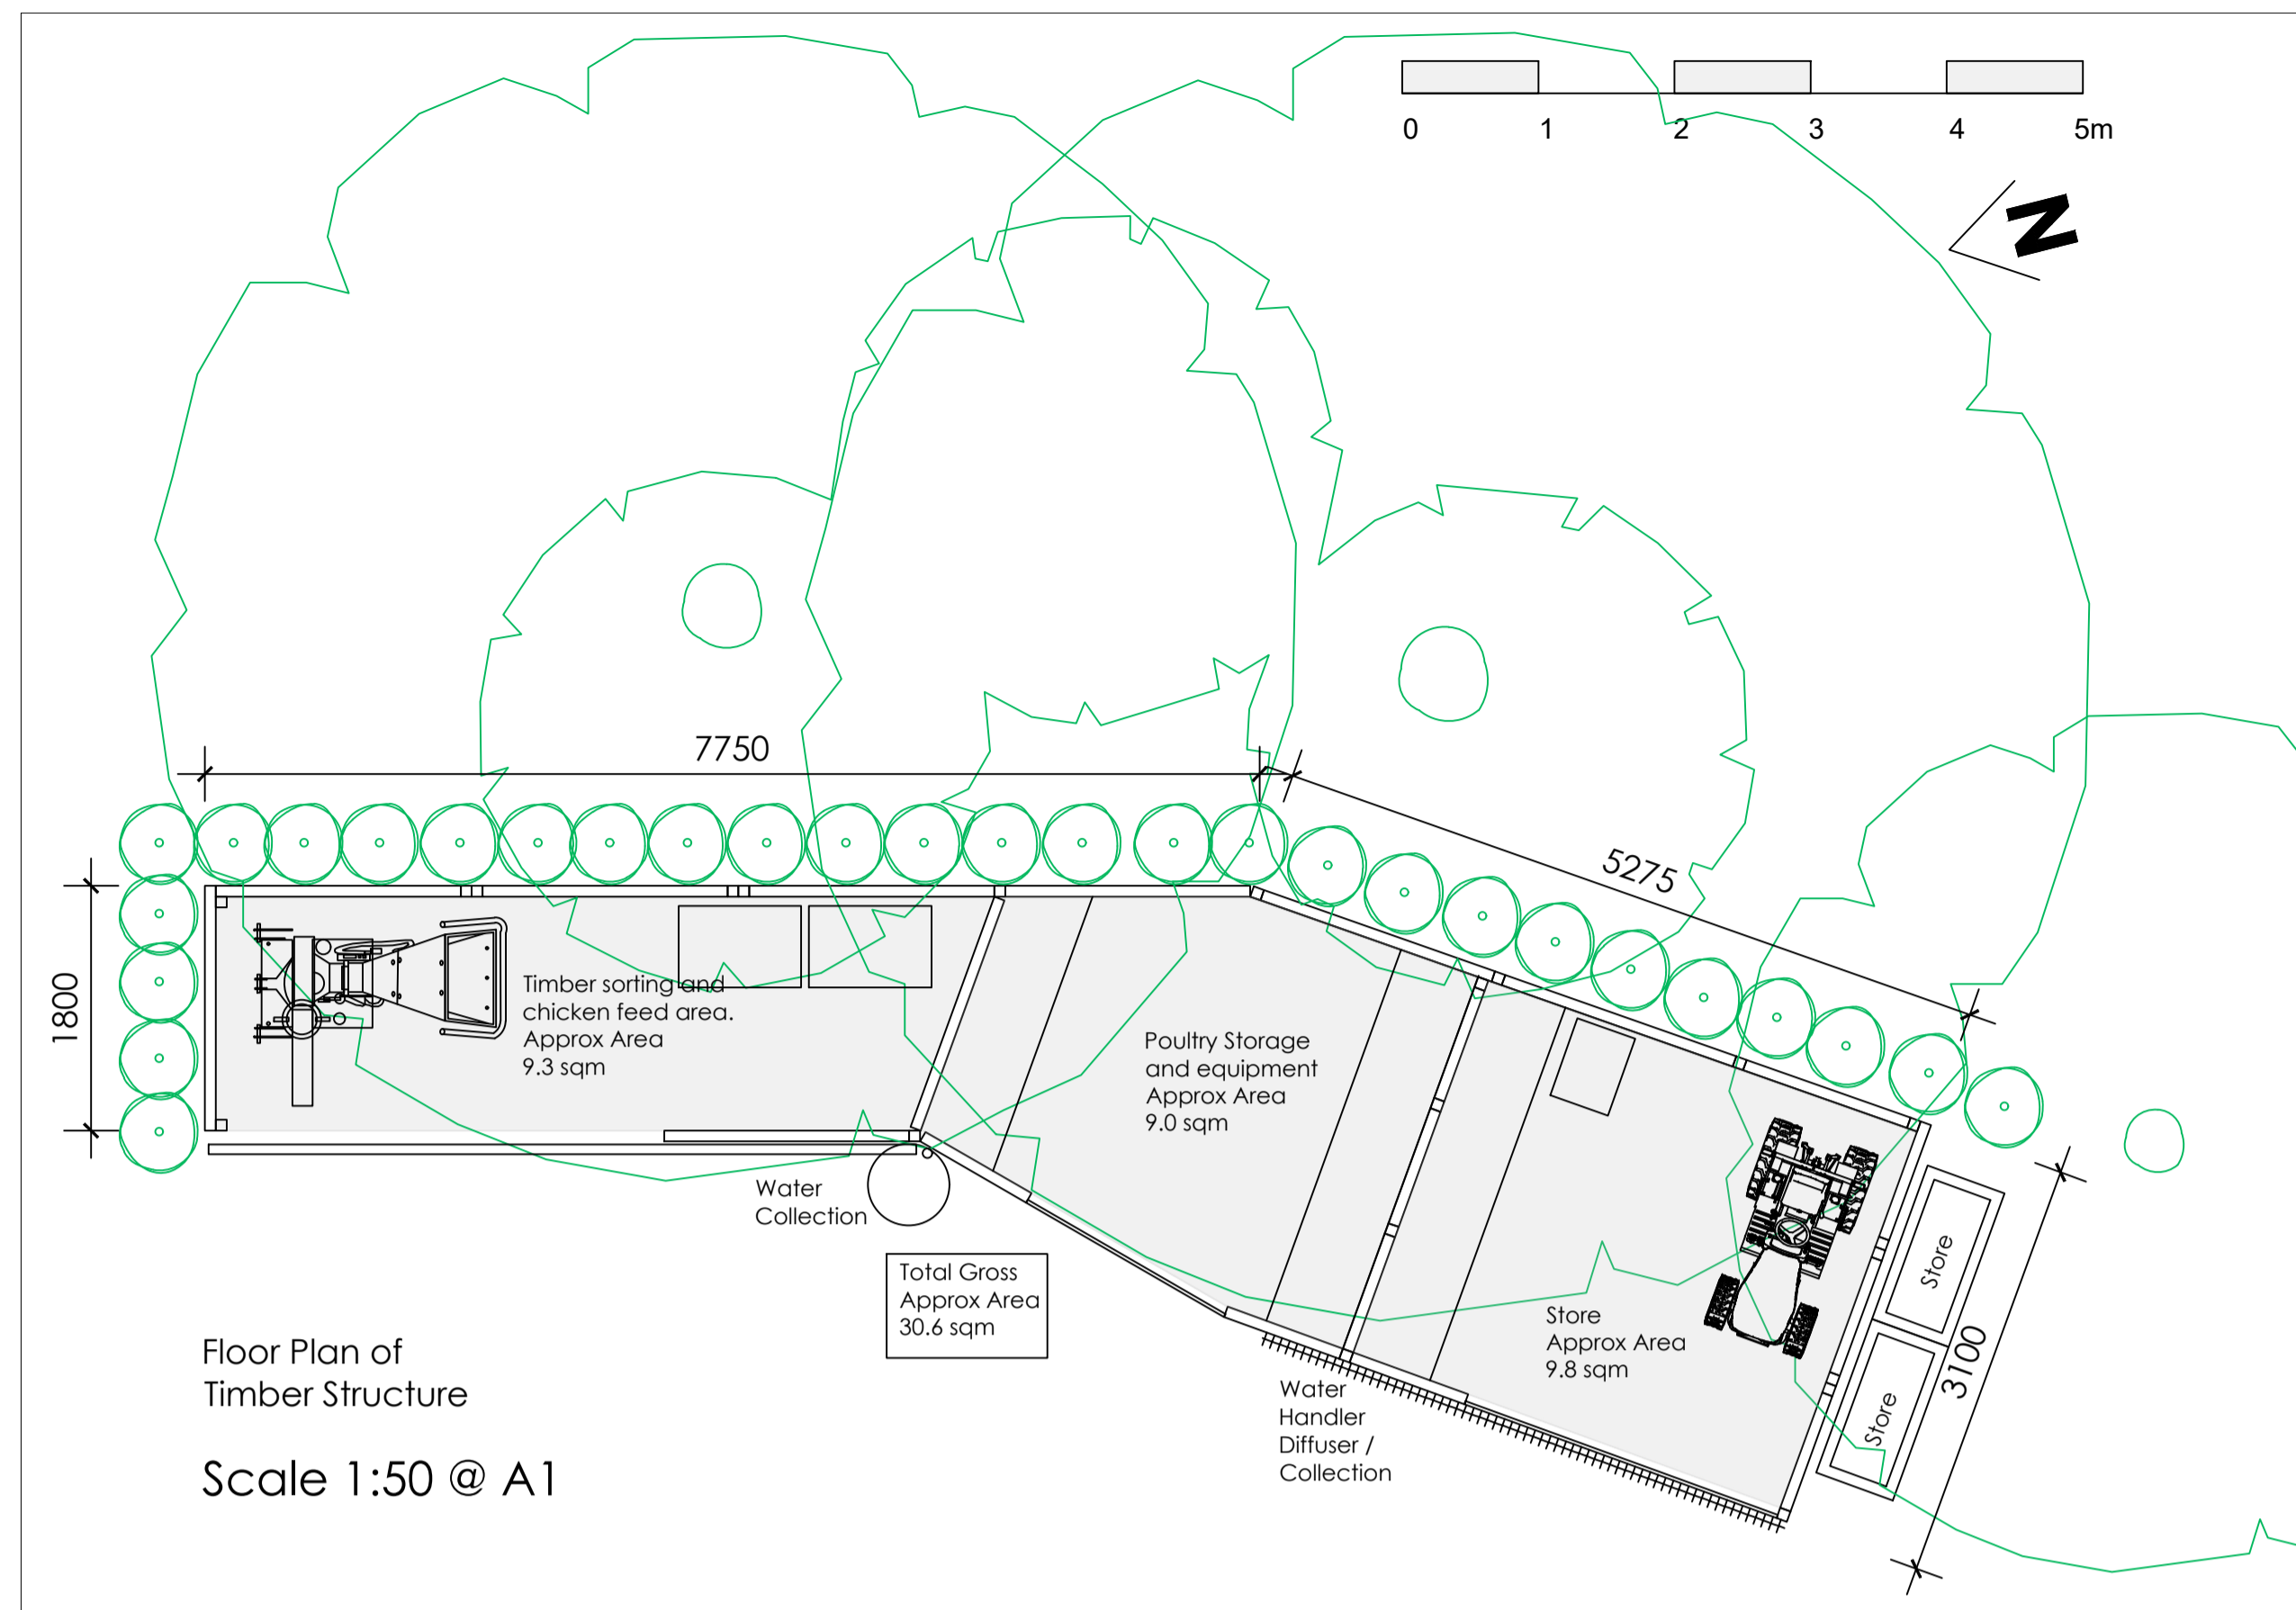 0 1 2 3 4 5m
N
7750
5275
1800
Timber sorting and
chicken feed area.
Approx Area
9.3 sqm
Poultry Storage
and equipment
Approx Area
9.0 sqm
Water
Collection
Total Gross
Approx Area
30.6 sqm
Store
Approx Area
9.8 sqm
Store
Store
3100
Water
Handler
Diffuser /
Collection
Floor Plan of
Timber Structure
Scale 1:50 @ A1